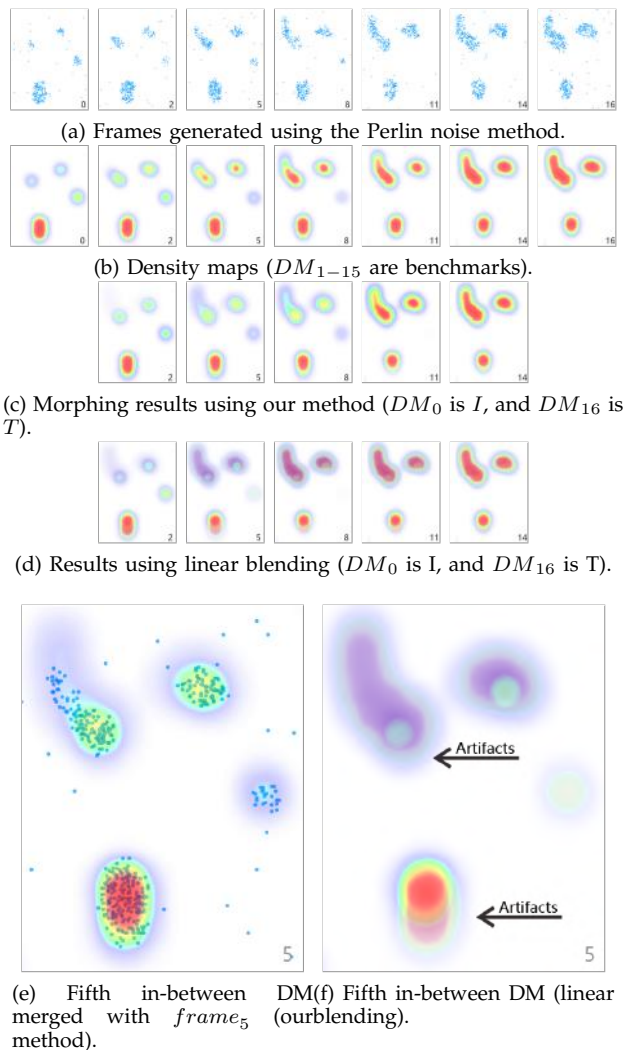 0 2 5 8 11 14 16
(a) Frames generated using the Perlin noise method.
0 2 5 8 11 14 16
(b) Density maps (DM₁₋₁₅ are benchmarks).
2 5 8 11 14
(c) Morphing results using our method (DM₀ is I, and DM₁₆ is
T).
2 5 8 11 14
(d) Results using linear blending (DM₀ is I, and DM₁₆ is T).
Artifacts
Artifacts
5 5
(e) Fifth in-between DM(f) Fifth in-between DM (linear
merged with frame₅ (ourblending).
method).